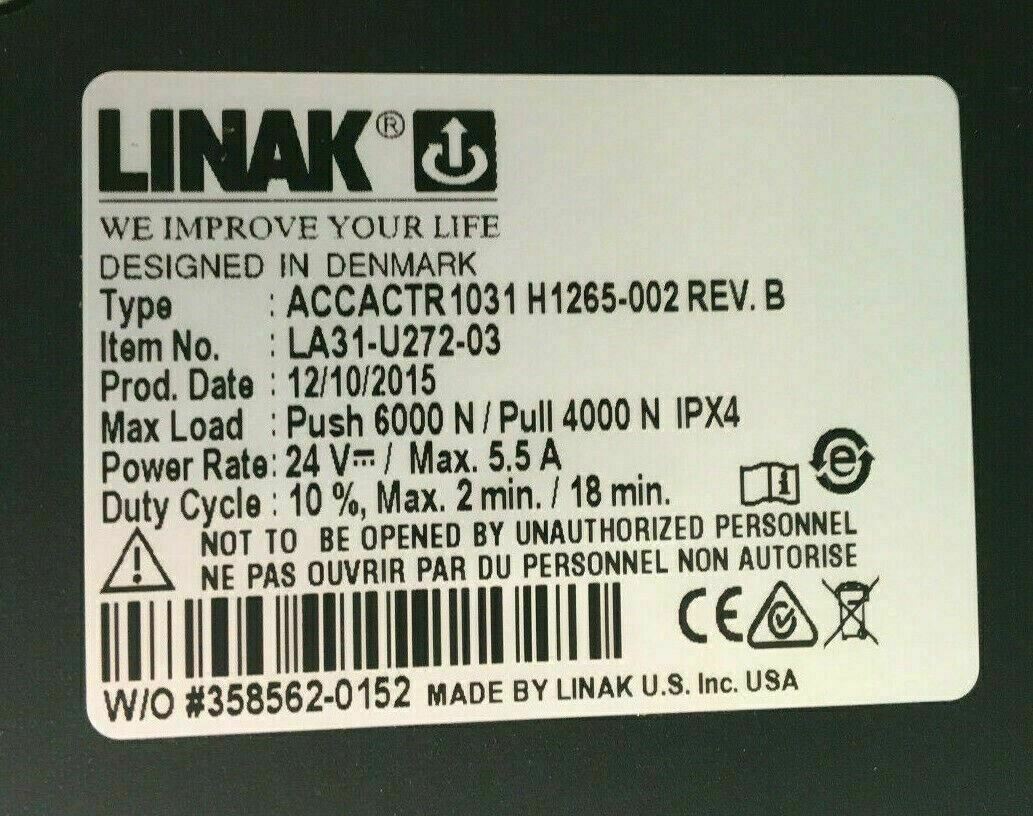 LINAK®
WE IMPROVE YOUR LIFE
DESIGNED IN DENMARK
Type : ACCACTR1031 H1265-002 REV. B
Item No. : LA31-U272-03
Prod. Date : 12/10/2015
Max Load : Push 6000 N / Pull 4000 N IPX4
Power Rate: 24 V⎓ / Max. 5.5 A
Duty Cycle : 10 %, Max. 2 min. / 18 min.
NOT TO BE OPENED BY UNAUTHORIZED PERSONNEL
NE PAS OUVRIR PAR DU PERSONNEL NON AUTORISE
CE
W/O #358562-0152 MADE BY LINAK U.S. Inc. USA